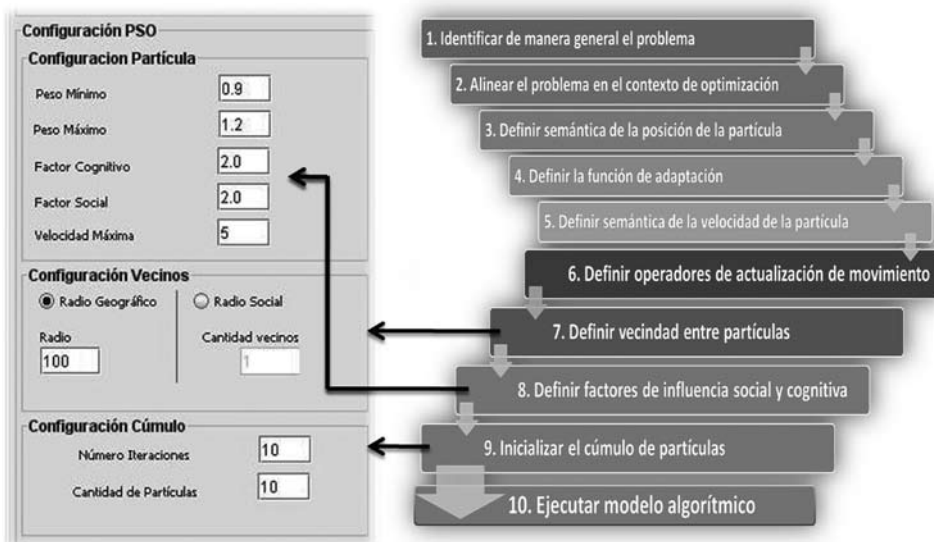 Configuración PSO
Configuracion Partícula
Peso Mínimo
0.9
Peso Máximo
1.2
Factor Cognitivo
2.0
Factor Social
2.0
Velocidad Máxima
5
Configuración Vecinos
Radio Geográfico
Radio Social
Radio
100
Cantidad vecinos
1
Configuración Cúmulo
Número Iteraciones
10
Cantidad de Partículas
10
1. Identificar de manera general el problema
2. Alinear el problema en el contexto de optimización
3. Definir semántica de la posición de la partícula
4. Definir la función de adaptación
5. Definir semántica de la velocidad de la partícula
6. Definir operadores de actualización de movimiento
7. Definir vecindad entre partículas
8. Definir factores de influencia social y cognitiva
9. Inicializar el cúmulo de partículas
10. Ejecutar modelo algorítmico